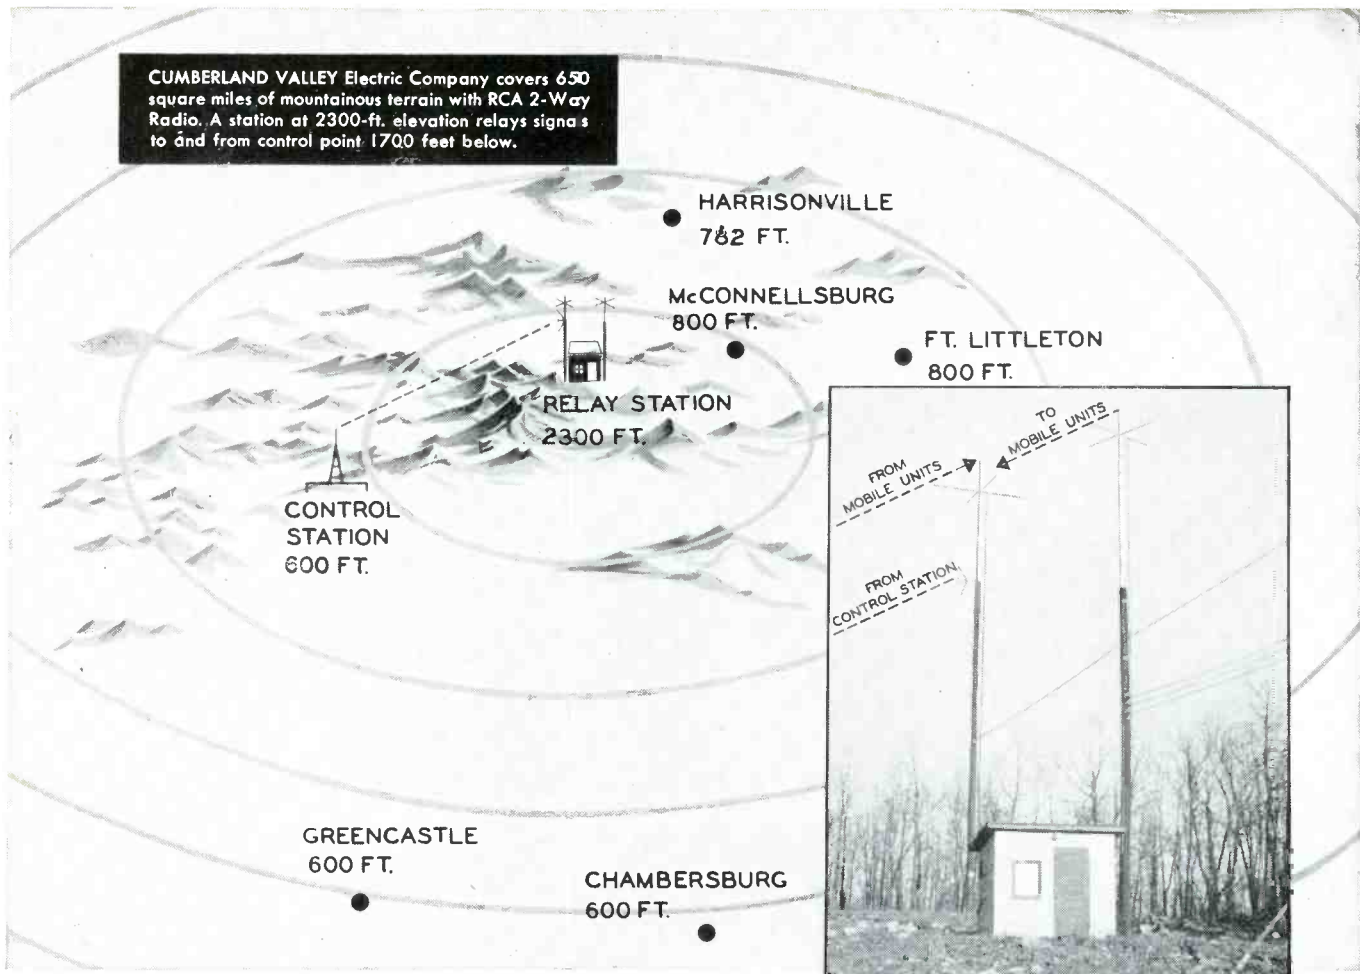 CUMBERLAND VALLEY Electric Company covers 650
square miles of mountainous terrain with RCA 2-Way
Radio. A station at 2300-ft. elevation relays signa s
to and from control point 1700 feet below.
HARRISONVILLE
782 FT.
McCONNELLSBURG
800 FT.
FT. LITTLETON
800 FT.
RELAY STATION
2300 FT.
CONTROL
STATION
600 FT.
TO
MOBILE UNITS
FROM
MOBILE UNITS
FROM
CONTROL STATION
GREENCASTLE
600 FT.
CHAMBERSBURG
600 FT.